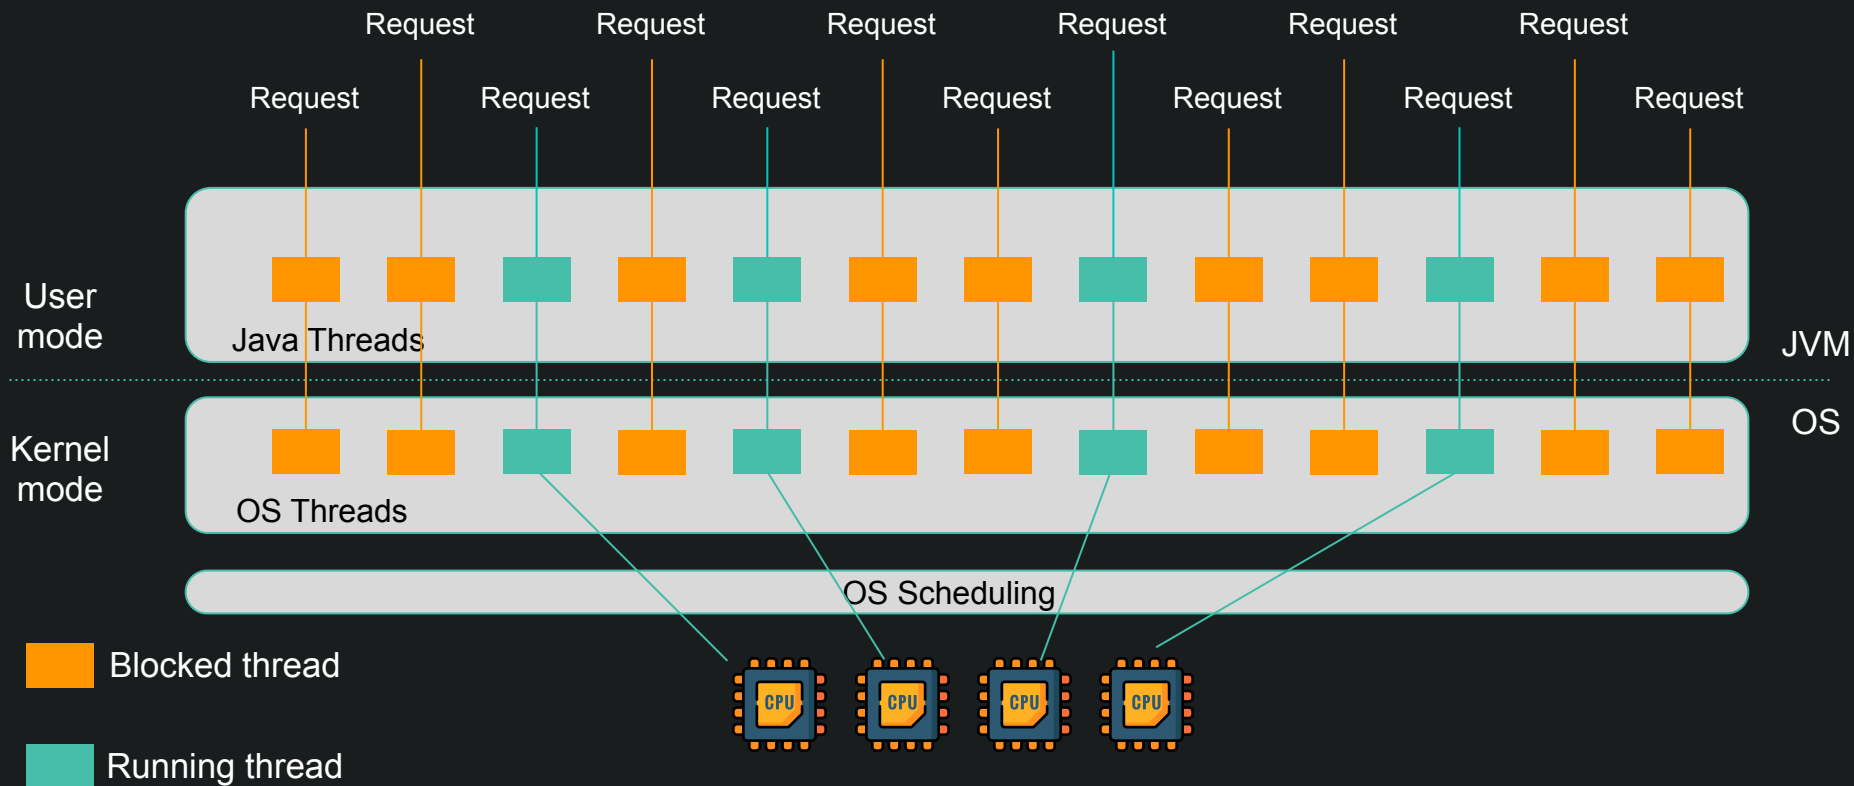 Request
Request
Request
Request
Request
Request
Request
Request
Request
Request
Request
Request
Request
User
mode
Java Threads
JVM
OS
Kernel
mode
OS Threads
OS Scheduling
Blocked thread
CPU
CPU
CPU
CPU
Running thread